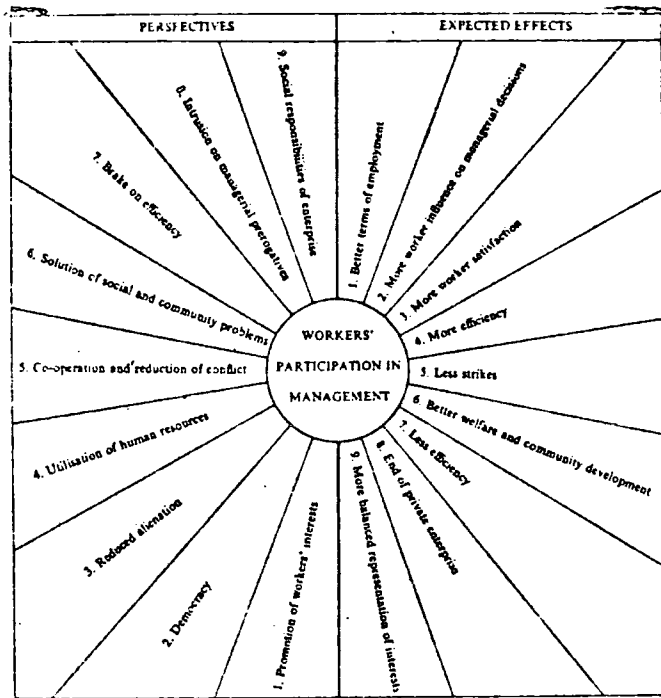 PERSPECTIVES
EXPECTED EFFECTS
9. Social responsibilities of enterprise
8. Intrusion on managerial prerogatives
7. Brake on efficiency
6. Solution of social and community problems
5. Co-operation and reduction of conflict
4. Utilisation of human resources
3. Reduced alienation
2. Democracy
1. Promotion of workers' interests
WORKERS'
PARTICIPATION IN
MANAGEMENT
1. Better terms of employment
2. More worker influence on managerial decisions
3. More worker satisfaction
4. More efficiency
5. Less strikes
6. Better welfare and community development
7. Less efficiency
8. End of private enterprise
9. More balanced representation of interests